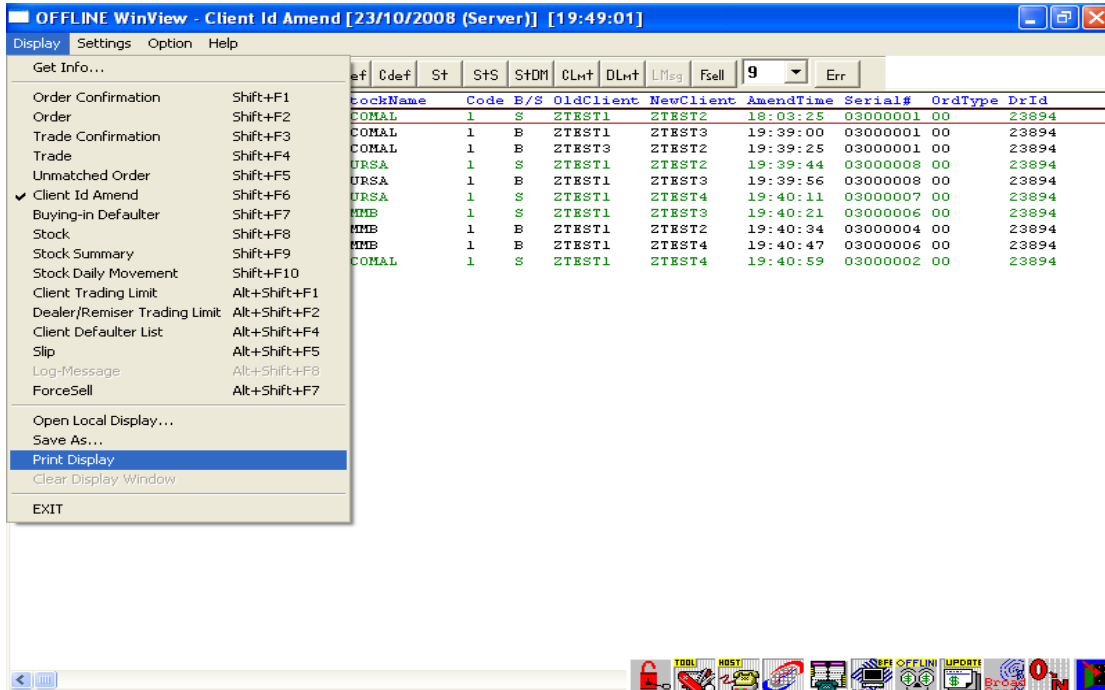 OFFLINE WinView - Client Id Amend [23/10/2008 (Server)] [19:49:01]
Display Settings Option Help
ef Cdef St StS StDM CLmt DLmt LMsg Fsell 9 Err
Get Info...
Order Confirmation Shift+F1
Order Shift+F2
Trade Confirmation Shift+F3
Trade Shift+F4
Unmatched Order Shift+F5
✓ Client Id Amend Shift+F6
Buying-in Defaulter Shift+F7
Stock Shift+F8
Stock Summary Shift+F9
Stock Daily Movement Shift+F10
Client Trading Limit Alt+Shift+F1
Dealer/Remiser Trading Limit Alt+Shift+F2
Client Defaulter List Alt+Shift+F4
Slip Alt+Shift+F5
Log-Message Alt+Shift+F8
ForceSell Alt+Shift+F7
Open Local Display...
Save As...
Print Display
Clear Display Window
EXIT
tockName Code B/S OldClient NewClient AmendTime Serial# OrdType DrId
COMAL 1 S ZTEST1 ZTEST2 18:03:25 03000001 00 23894
COMAL 1 B ZTEST1 ZTEST3 19:39:00 03000001 00 23894
COMAL 1 B ZTEST3 ZTEST2 19:39:25 03000001 00 23894
URSA 1 S ZTEST1 ZTEST2 19:39:44 03000008 00 23894
URSA 1 B ZTEST1 ZTEST3 19:39:56 03000008 00 23894
URSA 1 S ZTEST1 ZTEST4 19:40:11 03000007 00 23894
MMB 1 S ZTEST1 ZTEST3 19:40:21 03000006 00 23894
MMB 1 B ZTEST1 ZTEST2 19:40:34 03000004 00 23894
MMB 1 B ZTEST1 ZTEST4 19:40:47 03000006 00 23894
COMAL 1 S ZTEST1 ZTEST4 19:40:59 03000002 00 23894
TOOL HOST BFE OFFLINE UPDATE Broad ON